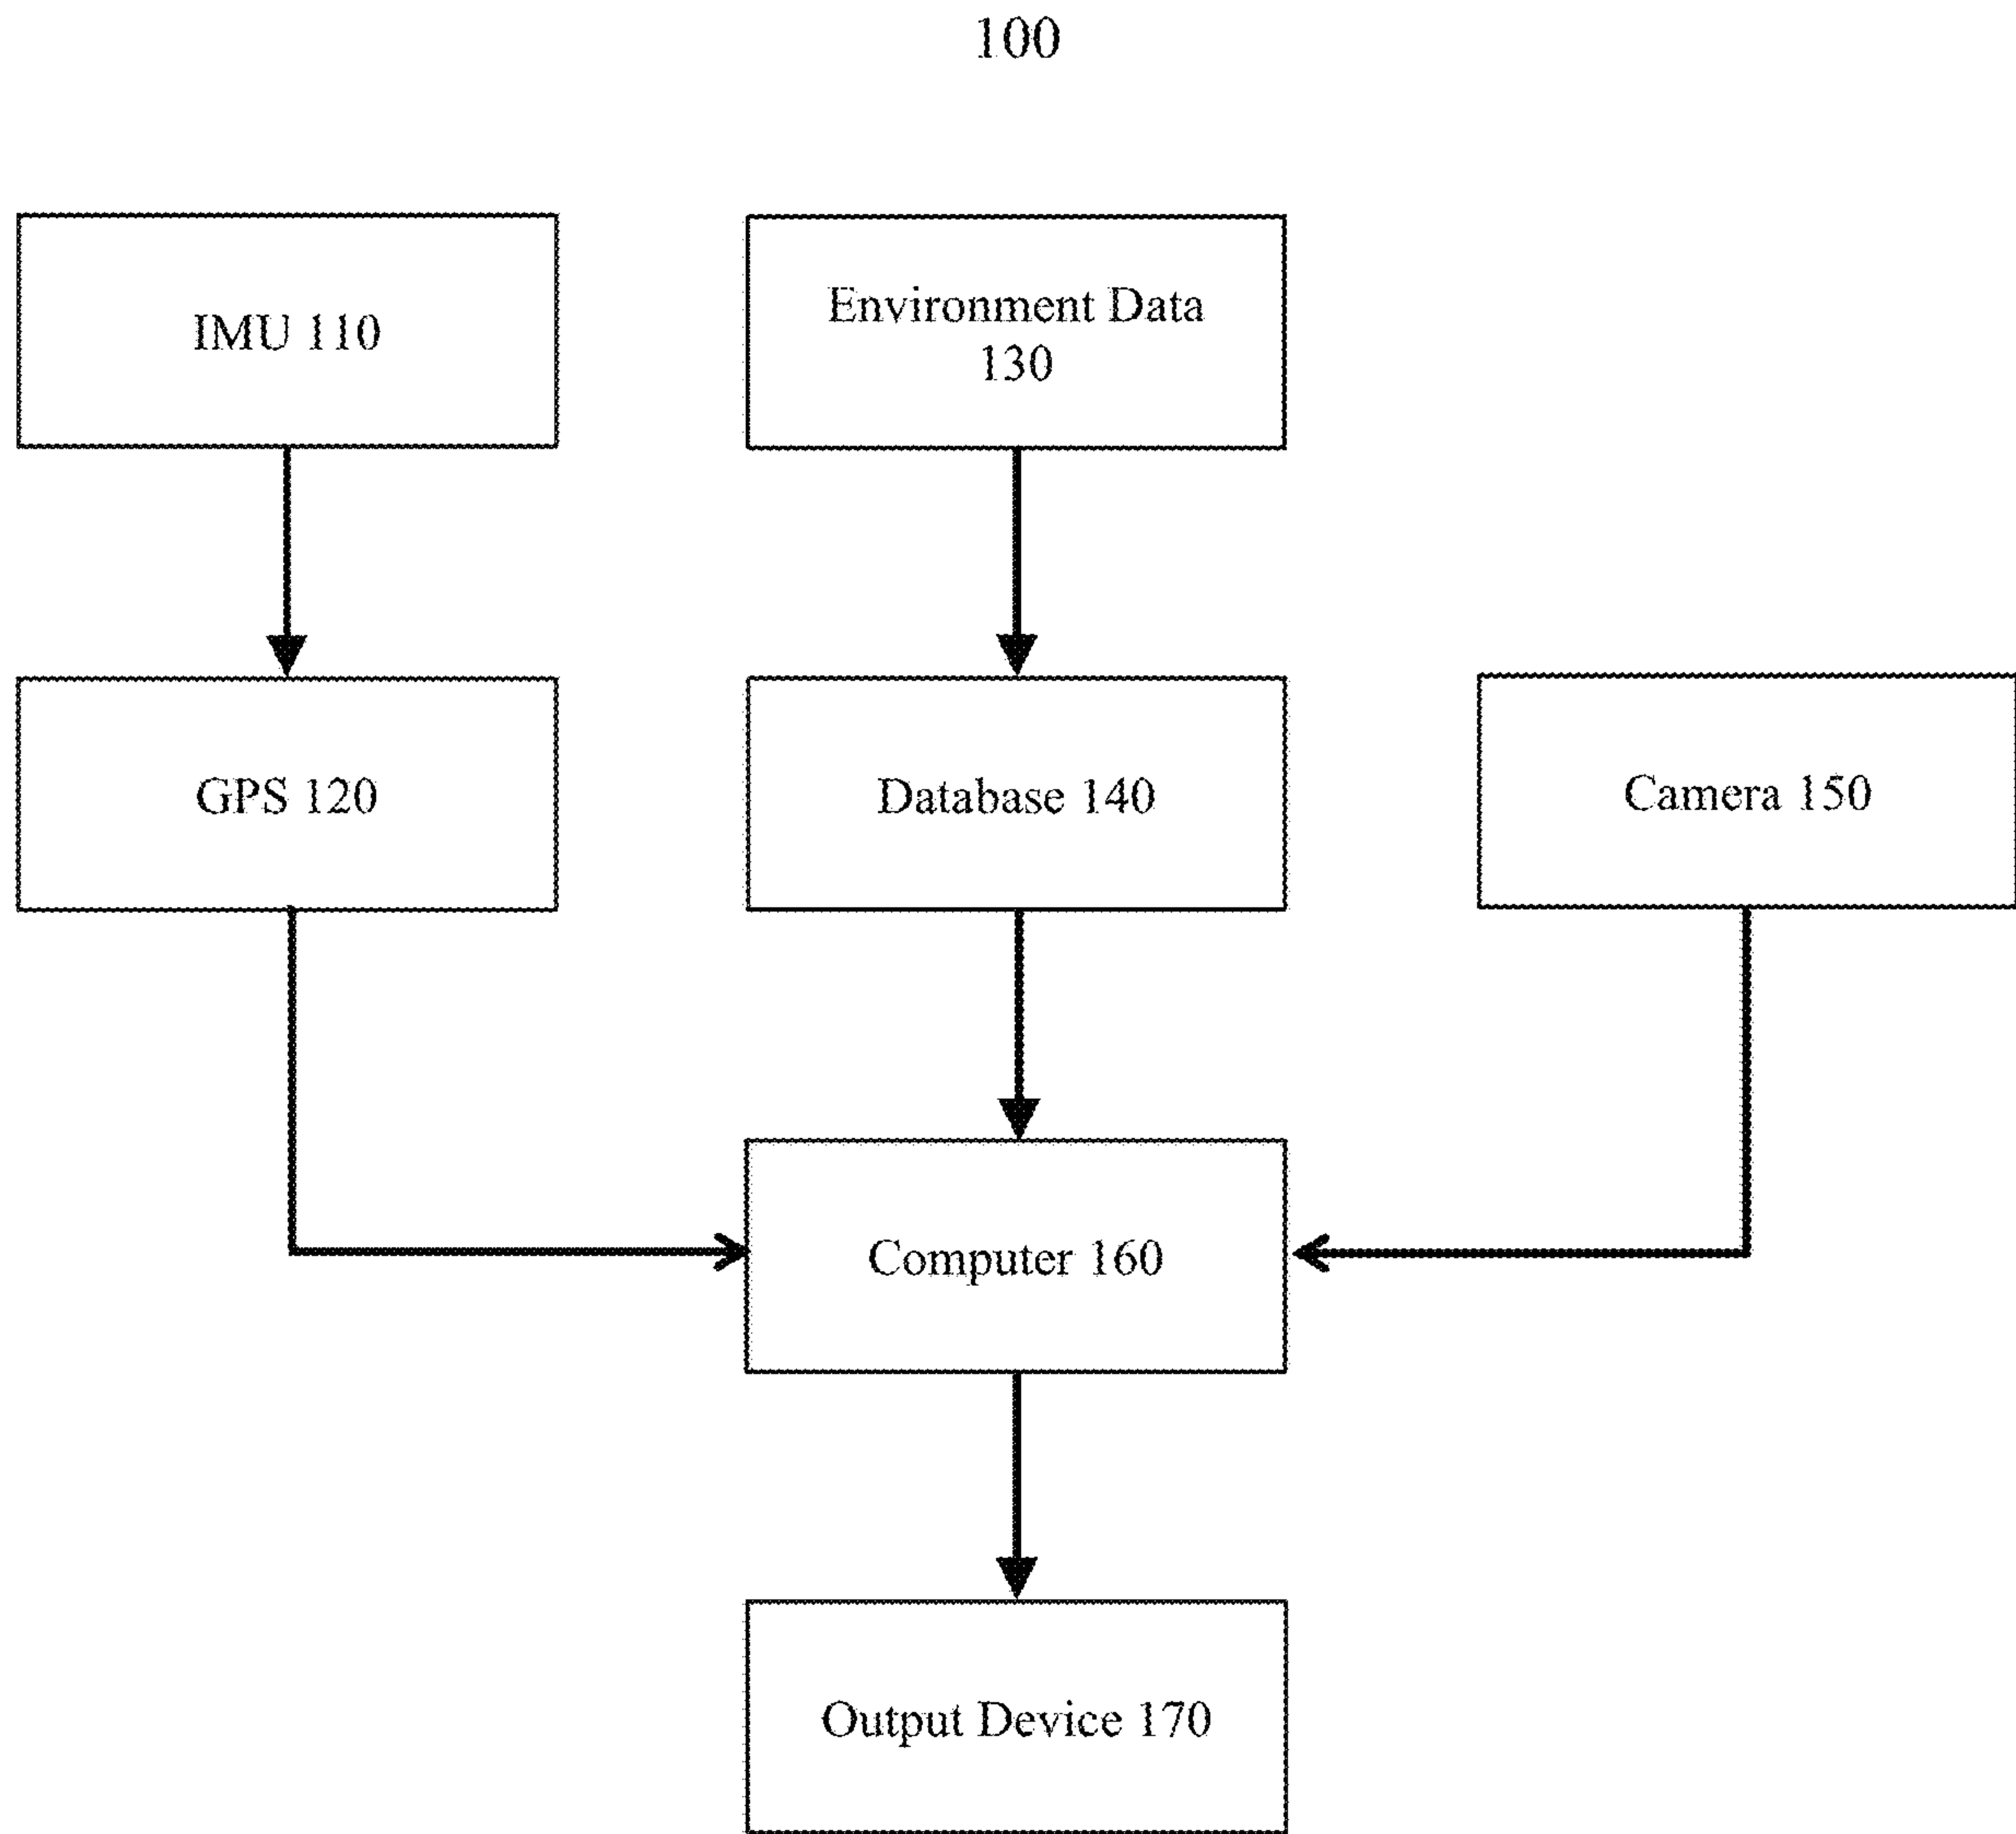 100
IMU 110
Environment Data
130
GPS 120
Database 140
Camera 150
Computer 160
Output Device 170